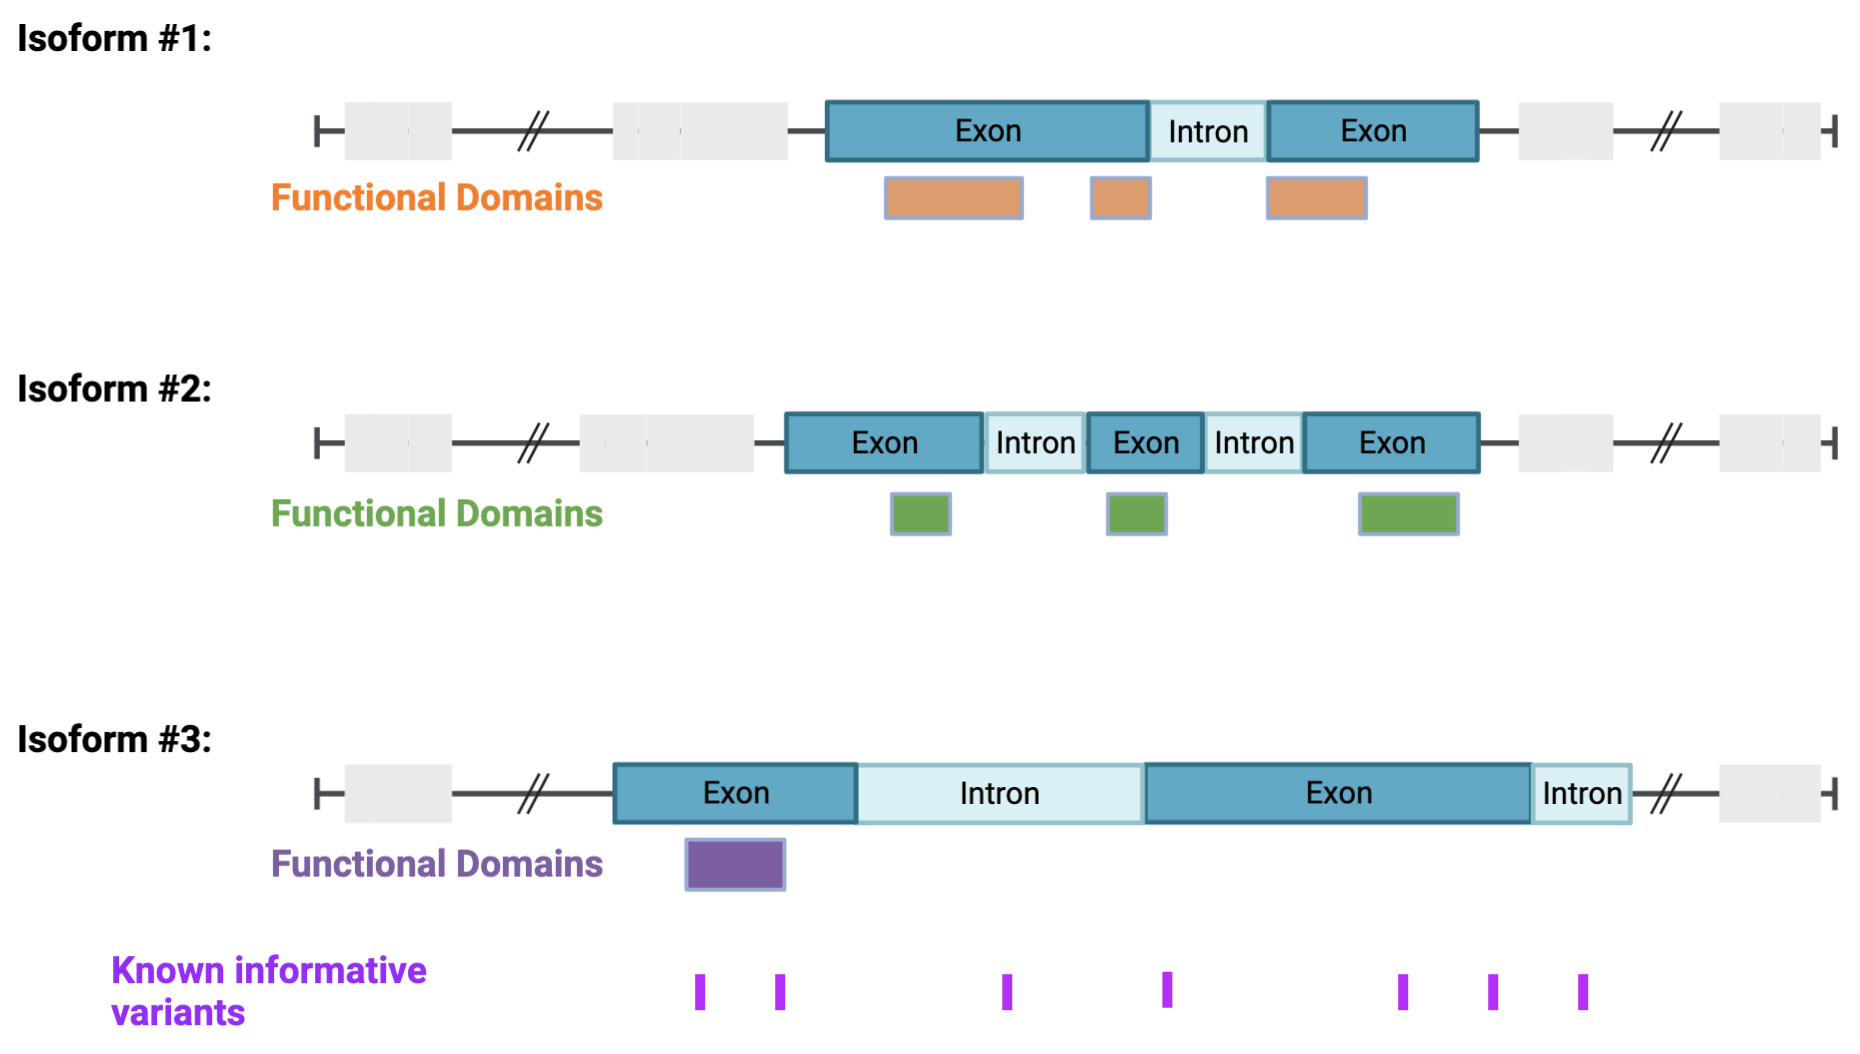 Isoform #1:
Exon Intron Exon
Functional Domains
Isoform #2:
Exon Intron Exon Intron Exon
Functional Domains
Isoform #3:
Exon Intron Exon Intron
Functional Domains
Known informative
variants